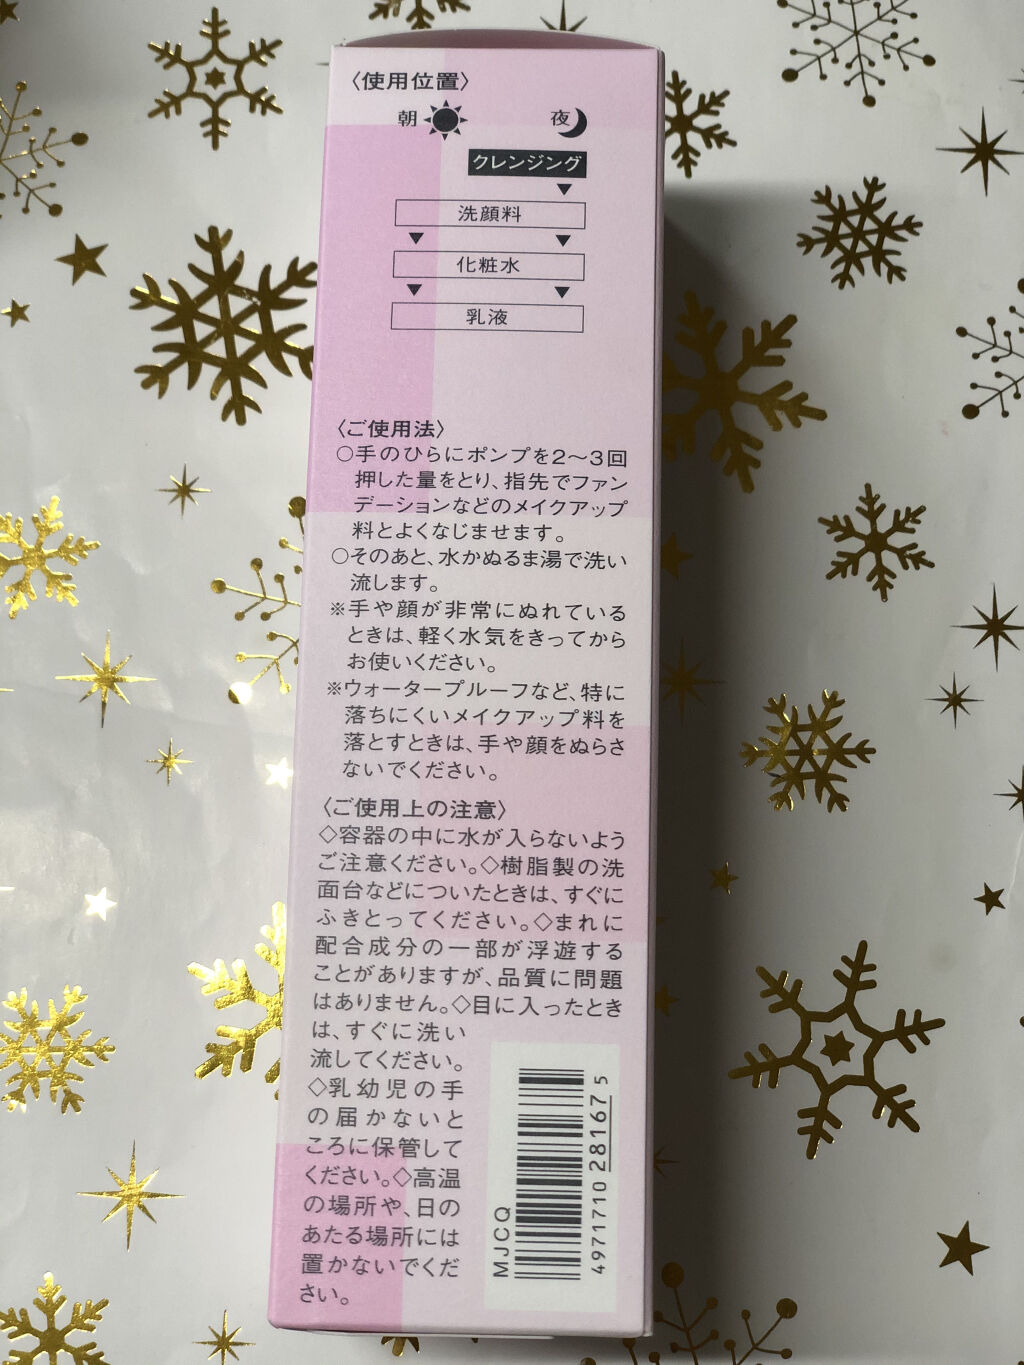 〈使用位置〉
朝 夜
クレンジング
洗顔料
化粧水
乳液
〈ご使用法〉
○手のひらにポンプを2〜3回
押した量をとり、指先でファン
デーションなどのメイクアップ
料とよくなじませます。
○そのあと、水かぬるま湯で洗い
流します。
※手や顔が非常にぬれている
ときは、軽く水気をきってから
お使いください。
※ウォータープルーフなど、特に
落ちにくいメイクアップ料を
落とすときは、手や顔をぬらさ
ないでください。
〈ご使用上の注意〉
◇容器の中に水が入らないよう
ご注意ください。◇樹脂製の洗
面台などについたときは、すぐに
ふきとってください。◇まれに
配合成分の一部が浮遊する
ことがありますが、品質に問題
はありません。◇目に入ったとき
は、すぐに洗い
流してください。
◇乳幼児の手
の届かないと
ころに保管して
ください。◇高温
の場所や、日の
あたる場所には
置かないでくだ
さい。
MJCQ
4971710281675